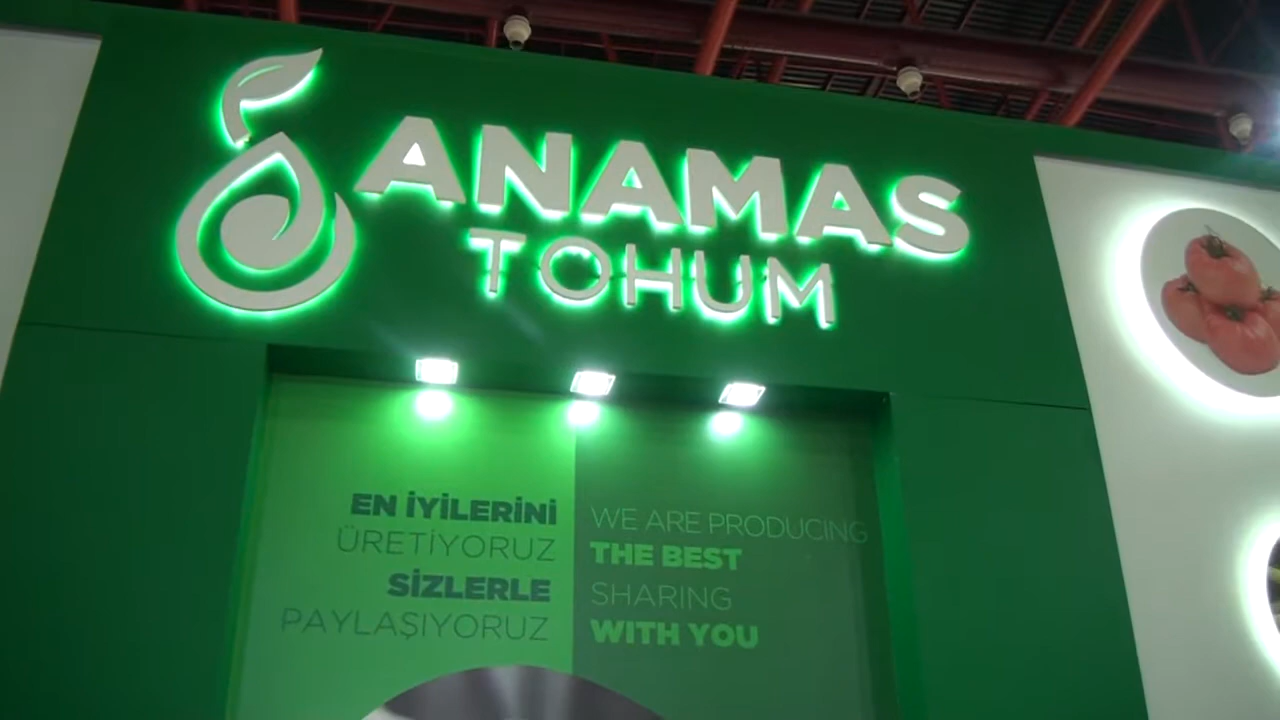 ANAMAS
TOHUM
EN İYİLERİNİ
ÜRETİYORUZ
SİZLERLE
PAYLAŞIYORUZ
WE ARE PRODUCING
THE BEST
SHARING
WITH YOU